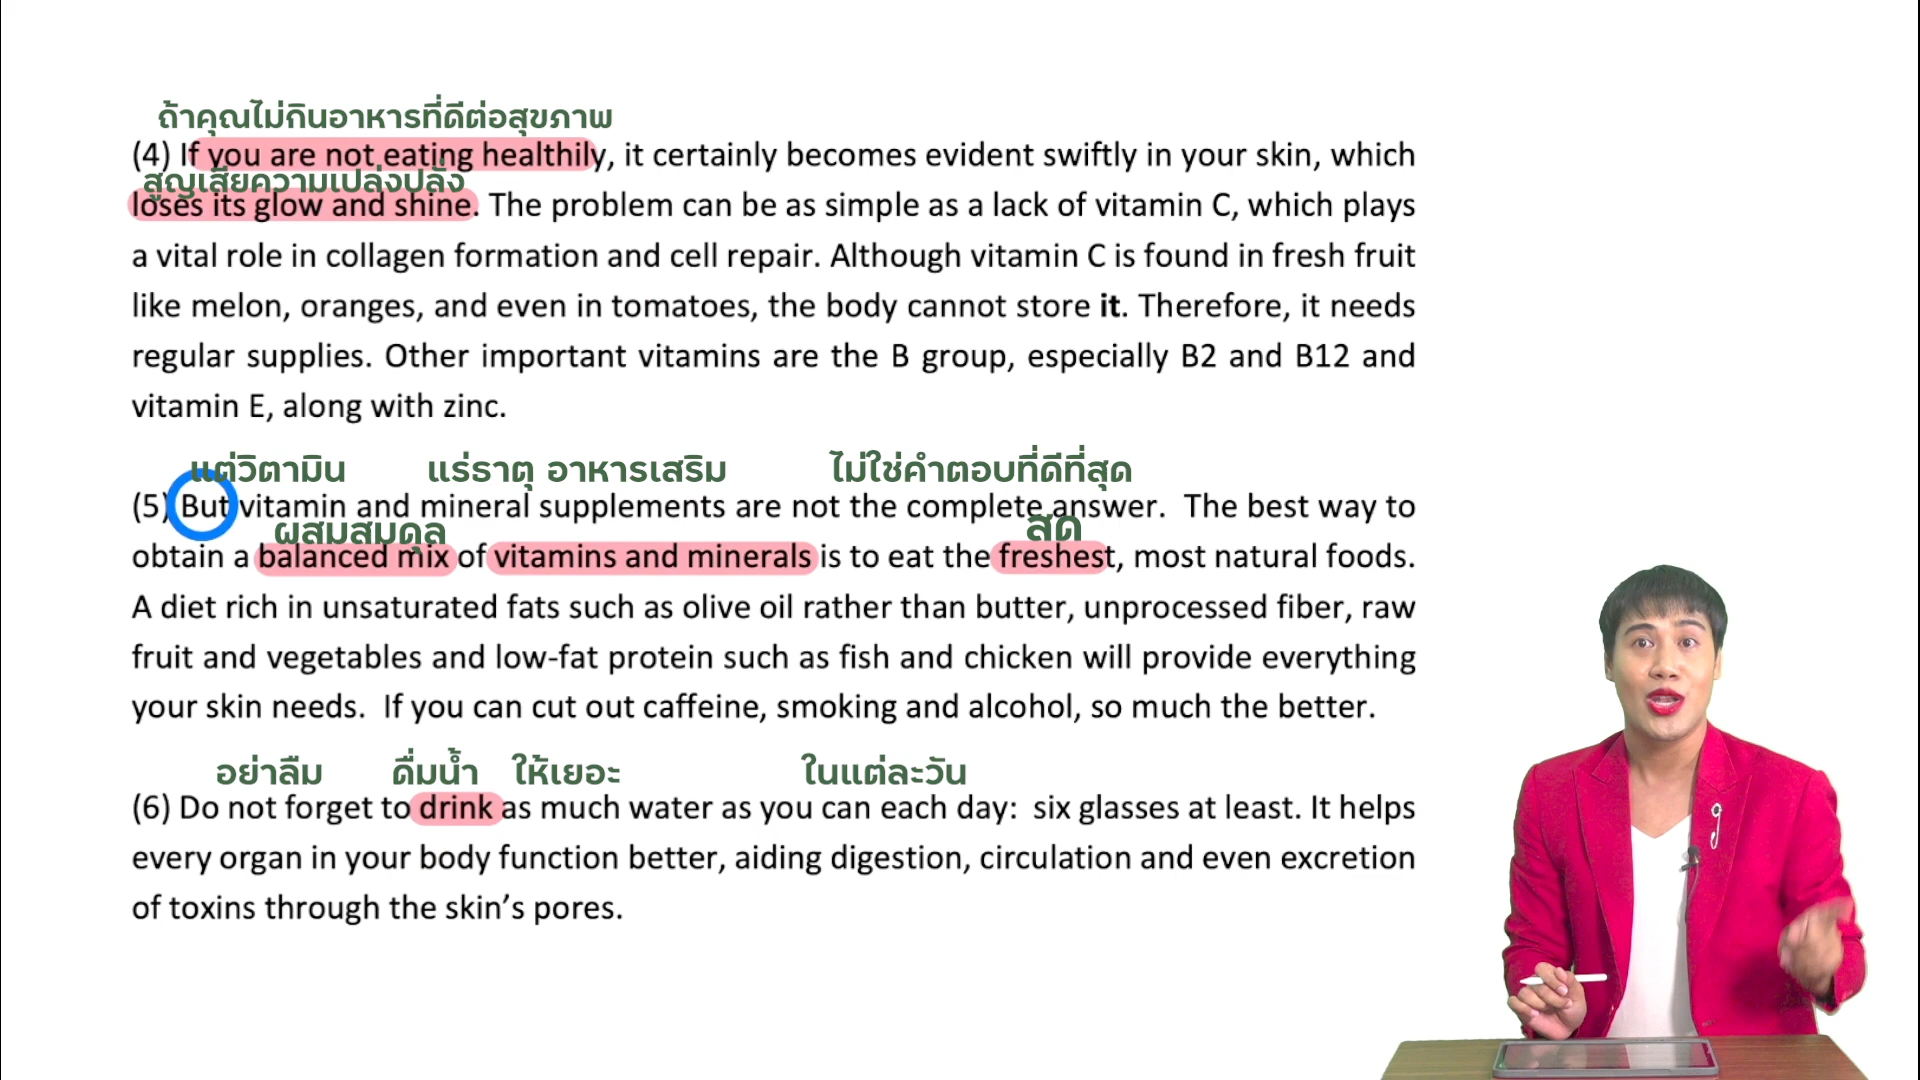 ถ้าคุณไม่กินอาหารที่ดีต่อสุขภาพ
(4) If you are not eating healthily, it certainly becomes evident swiftly in your skin, which
สูญเสียความเปล่งปลั่ง
loses its glow and shine. The problem can be as simple as a lack of vitamin C, which plays
a vital role in collagen formation and cell repair. Although vitamin C is found in fresh fruit
like melon, oranges, and even in tomatoes, the body cannot store it. Therefore, it needs
regular supplies. Other important vitamins are the B group, especially B2 and B12 and
vitamin E, along with zinc.
แต่วิตามิน แร่ธาตุ อาหารเสริม ไม่ใช่คำตอบที่ดีที่สุด
(5) But vitamin and mineral supplements are not the complete answer. The best way to
ผสมสมดุล สด
obtain a balanced mix of vitamins and minerals is to eat the freshest, most natural foods.
A diet rich in unsaturated fats such as olive oil rather than butter, unprocessed fiber, raw
fruit and vegetables and low-fat protein such as fish and chicken will provide everything
your skin needs. If you can cut out caffeine, smoking and alcohol, so much the better.
อย่าลืม ดื่มน้ำ ให้เยอะ ในแต่ละวัน
(6) Do not forget to drink as much water as you can each day: six glasses at least. It helps
every organ in your body function better, aiding digestion, circulation and even excretion
of toxins through the skin’s pores.